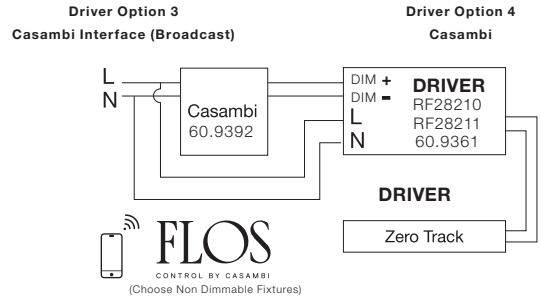 Driver Option 3
Casambi Interface (Broadcast)
Driver Option 4
Casambi
L
N
Casambi
60.9392
DIM +
DIM -
L
N
DRIVER
RF28210
RF28211
60.9361
DRIVER
Zero Track
FLOS
CONTROL BY CASAMBI
(Choose Non Dimmable Fixtures)